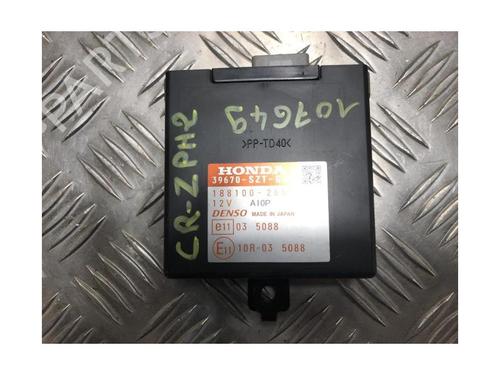 107649
>PP-TD40<
HONDA
39670-SZT-G
188100-2
12V A10P
DENSO MADE IN JAPAN
e11 03 5088
E11 10R-03 5088
CR-Z PH2